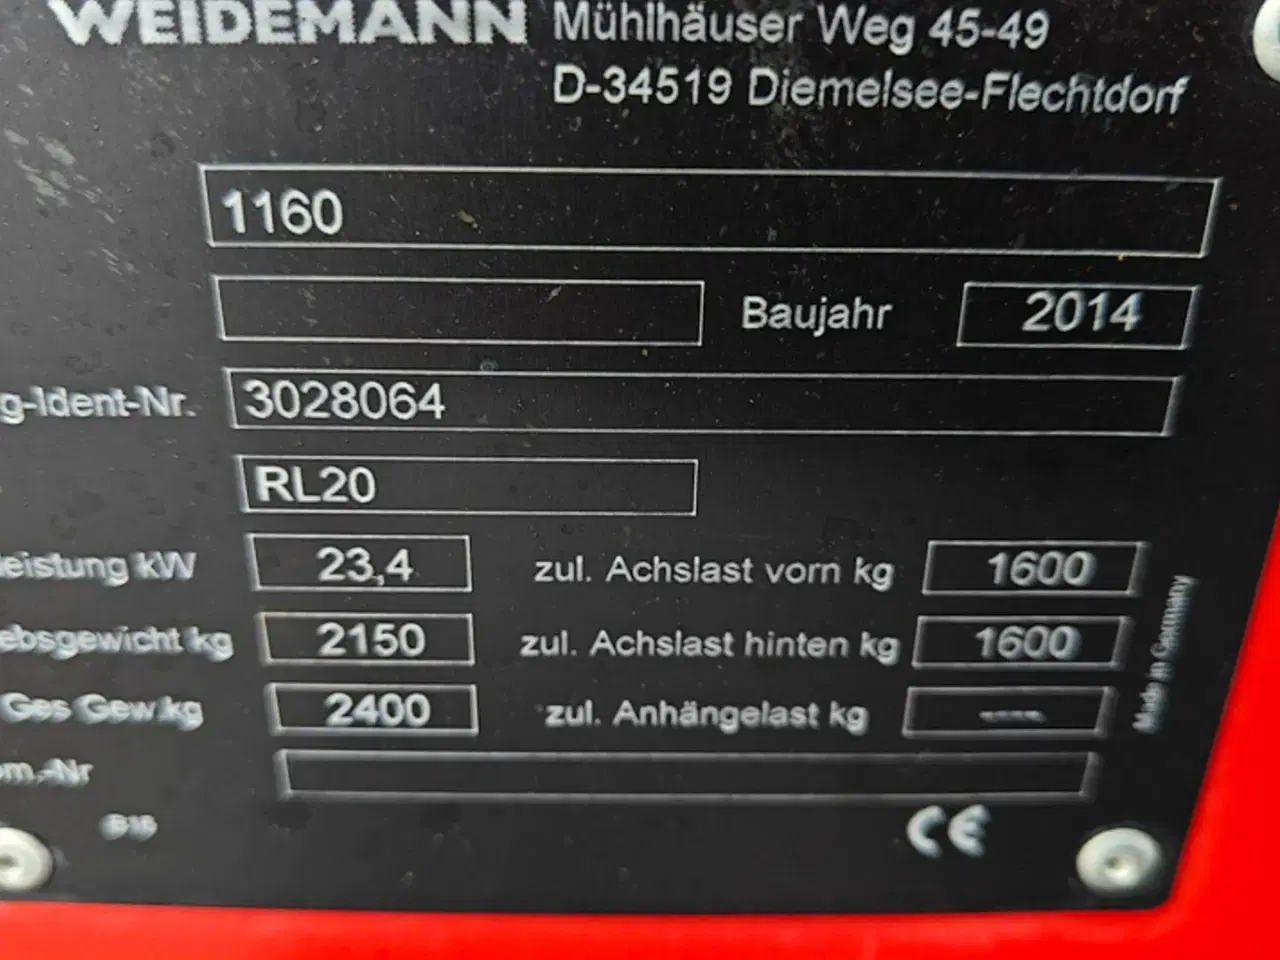 WEIDEMANN Mühlhäuser Weg 45-49
D-34519 Diemelsee-Flechtdorf
1160
Baujahr 2014
g-Ident-Nr. 3028064
RL20
leistung kW 23,4 zul. Achslast vorn kg 1600
ebsgewicht kg 2150 zul. Achslast hinten kg 1600
Ges Gew.kg 2400 zul. Anhängelast kg ----
om.-Nr
Made in Germany
CE